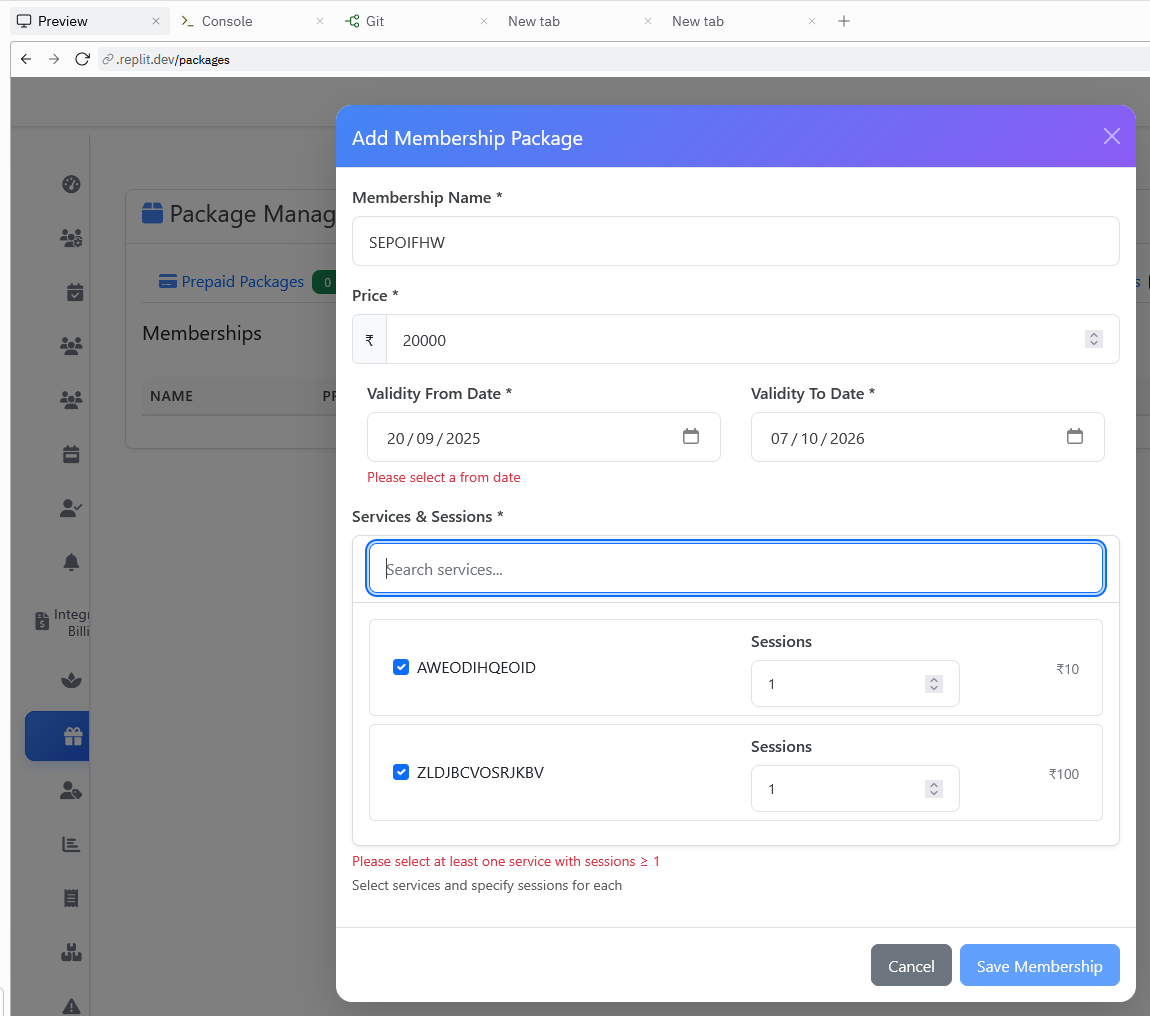 Preview
Console
Git
New tab
New tab
.replit.dev/packages
Add Membership Package
Package Manag
Membership Name *
SEPOIFHW
Prepaid Packages 0
s
Price *
₹ 20000
Memberships
NAME
PR
Validity From Date *
Validity To Date *
20/09/2025
07/10/2026
Please select a from date
Services & Sessions *
Search services...
Integr
Billi
AWEODIHQEOID
Sessions
1
₹10
ZLDJBCVOSRJKBV
Sessions
1
₹100
Please select at least one service with sessions ≥ 1
Select services and specify sessions for each
Cancel
Save Membership